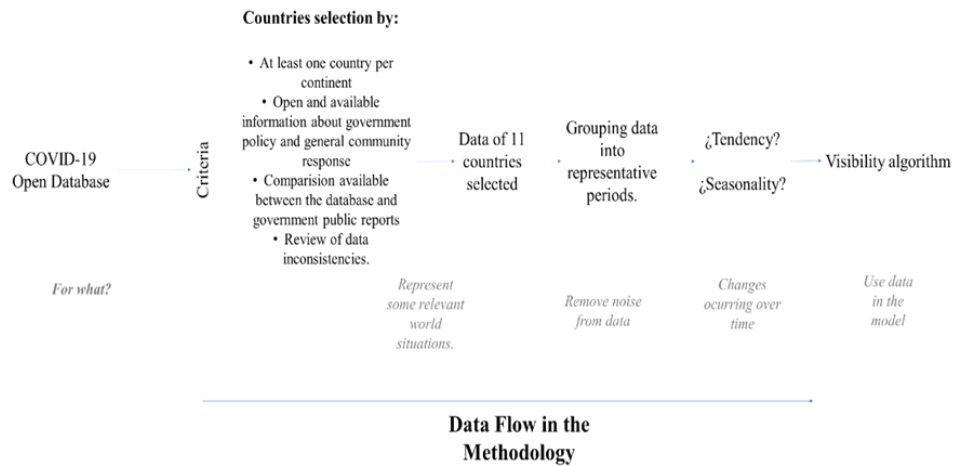 Countries selection by:
• At least one country per
continent
• Open and available
information about government
policy and general community
response
• Comparision available
between the database and
government public reports
• Review of data
inconsistencies.
COVID-19
Open Database
Criteria
Data of 11
countries
selected
Grouping data
into
representative
periods.
¿Tendency?
¿Seasonality?
Visibility algorithm
For what?
Represent
some relevant
world
situations.
Remove noise
from data
Changes
ocurring over
time
Use data
in the
model
Data Flow in the
Methodology